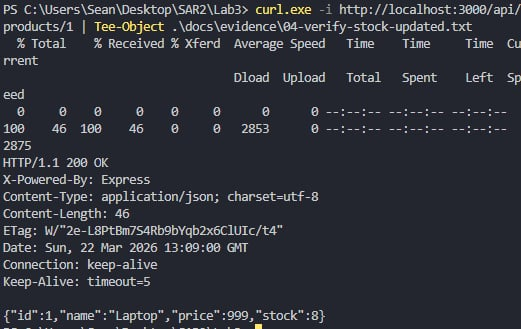 PS C:\Users\Sean\Desktop\SAR2\Lab3> curl.exe -i http://localhost:3000/api/
products/1 | Tee-Object .\docs\evidence\04-verify-stock-updated.txt
  % Total    % Received % Xferd  Average Speed   Time    Time     Time  Cu
rrent
                                 Dload  Upload   Total   Spent    Left  Sp
eed
  0     0    0     0    0     0      0      0 --:--:-- --:--:-- --:--:--
100    46  100    46    0     0   2853      0 --:--:-- --:--:-- --:--:--
2875
HTTP/1.1 200 OK
X-Powered-By: Express
Content-Type: application/json; charset=utf-8
Content-Length: 46
ETag: W/"2e-L8PtBm7S4Rb9bYqb2x6ClUIc/t4"
Date: Sun, 22 Mar 2026 13:09:00 GMT
Connection: keep-alive
Keep-Alive: timeout=5

{"id":1,"name":"Laptop","price":999,"stock":8}